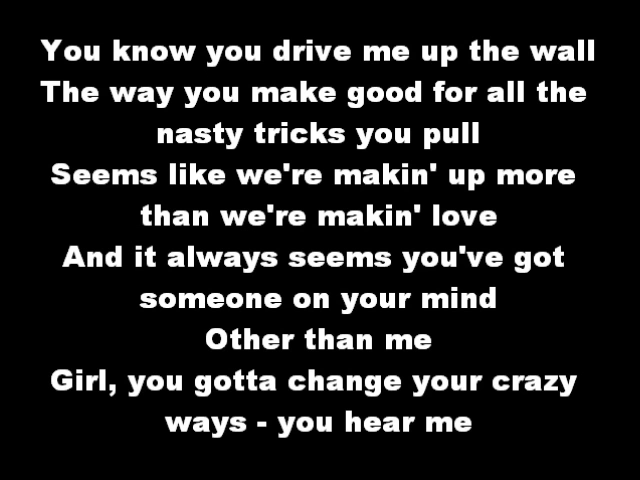 You know you drive me up the wall
The way you make good for all the
nasty tricks you pull
Seems like we're makin' up more
than we're makin' love
And it always seems you've got
someone on your mind
Other than me
Girl, you gotta change your crazy
ways - you hear me